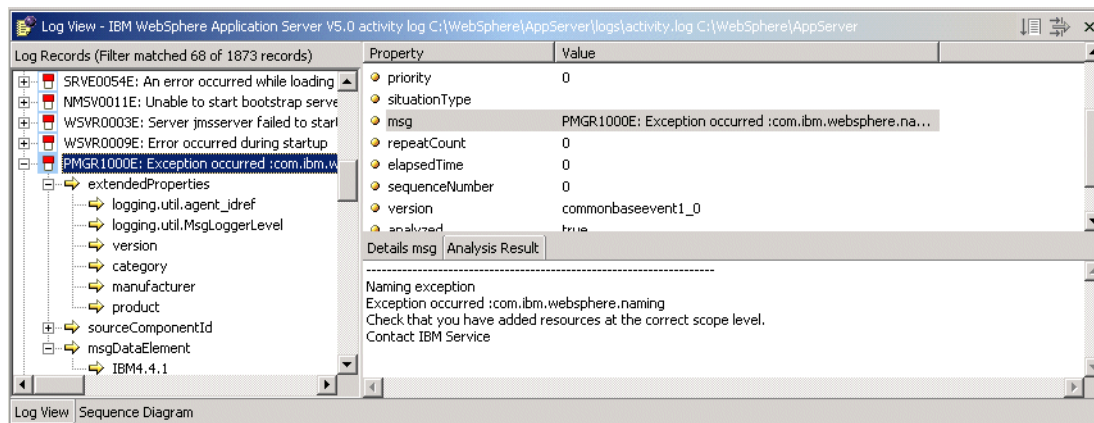 Log View - IBM WebSphere Application Server V5.0 activity log C:\WebSphere\AppServer\logs\activity.log C:\WebSphere\AppServer
Log Records (Filter matched 68 of 1873 records)
SRVE0054E: An error occurred while loading
NMSV0011E: Unable to start bootstrap serve
WSVR0003E: Server jmsserver failed to start
WSVR0009E: Error occurred during startup
PMGR1000E: Exception occurred :com.ibm.w
extendedProperties
logging.util.agent_idref
logging.util.MsgLoggerLevel
version
category
manufacturer
product
sourceComponentId
msgDataElement
IBM4.4.1
Property Value
priority 0
situationType
msg PMGR1000E: Exception occurred :com.ibm.websphere.na...
repeatCount 0
elapsedTime 0
sequenceNumber 0
version commonbaseevent1_0
analyzed true
Details msg Analysis Result
--------------------------------------------------------------------
Naming exception
Exception occurred :com.ibm.websphere.naming
Check that you have added resources at the correct scope level.
Contact IBM Service
Log View Sequence Diagram